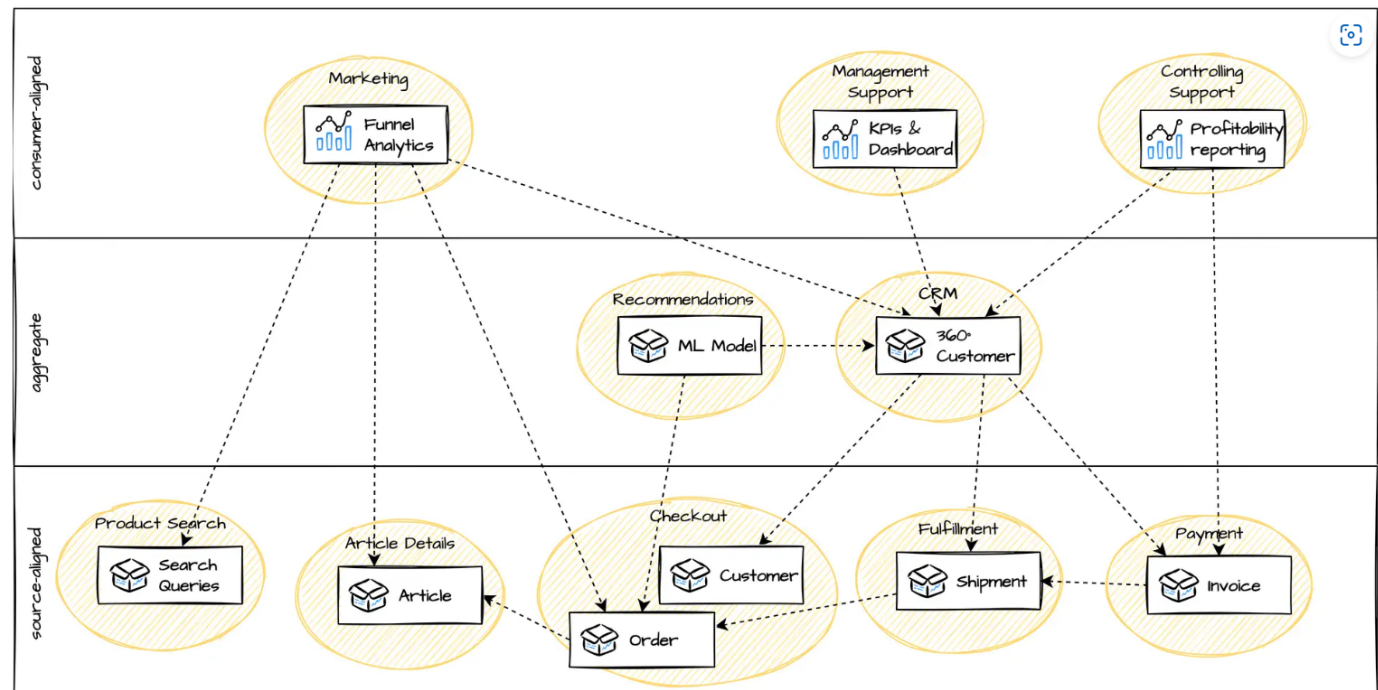 consumer-aligned
Marketing
Funnel
Analytics
Management
Support
KPIs &
Dashboard
Controlling
Support
Profitability
reporting
aggregate
Recommendations
ML Model
CRM
360°
Customer
source-aligned
Product Search
Search
Queries
Article Details
Article
Checkout
Customer
Order
Fulfillment
Shipment
Payment
Invoice